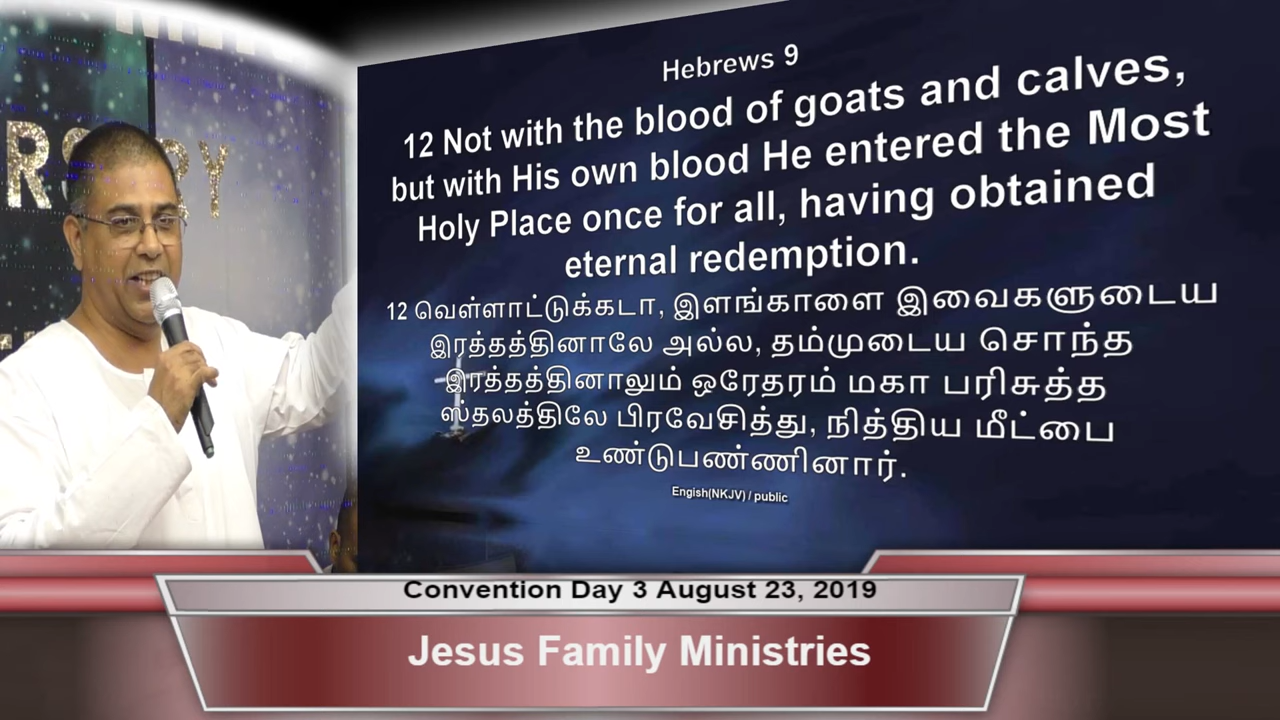 Hebrews 9
12 Not with the blood of goats and calves,
but with His own blood He entered the Most
Holy Place once for all, having obtained
eternal redemption.
12 வெள்ளாட்டுக்கடா, இளங்காளை இவைகளுடைய
இரத்தத்தினாலே அல்ல, தம்முடைய சொந்த
இரத்தத்தினாலும் ஒரேதரம் மகா பரிசுத்த
ஸ்தலத்திலே பிரவேசித்து, நித்திய மீட்பை
உண்டுபண்ணினார்.
Engish(NKJV) / public
Convention Day 3 August 23, 2019
Jesus Family Ministries